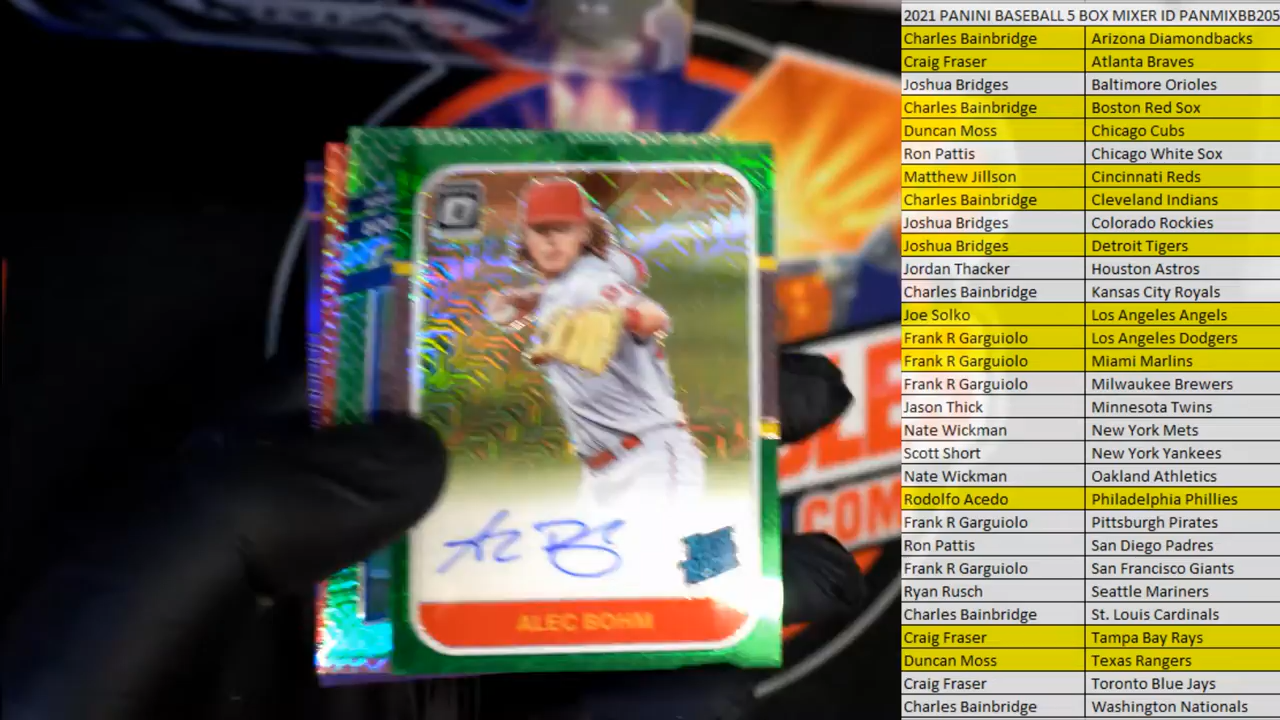 2021 PANINI BASEBALL 5 BOX MIXER ID PANMIXBB205
Charles Bainbridge Arizona Diamondbacks
Craig Fraser Atlanta Braves
Joshua Bridges Baltimore Orioles
Charles Bainbridge Boston Red Sox
Duncan Moss Chicago Cubs
Ron Pattis Chicago White Sox
Matthew Jillson Cincinnati Reds
Charles Bainbridge Cleveland Indians
Joshua Bridges Colorado Rockies
Joshua Bridges Detroit Tigers
Jordan Thacker Houston Astros
Charles Bainbridge Kansas City Royals
Joe Solko Los Angeles Angels
Frank R Garguiolo Los Angeles Dodgers
Frank R Garguiolo Miami Marlins
Frank R Garguiolo Milwaukee Brewers
Jason Thick Minnesota Twins
Nate Wickman New York Mets
Scott Short New York Yankees
Nate Wickman Oakland Athletics
Rodolfo Acedo Philadelphia Phillies
Frank R Garguiolo Pittsburgh Pirates
Ron Pattis San Diego Padres
Frank R Garguiolo San Francisco Giants
Ryan Rusch Seattle Mariners
Charles Bainbridge St. Louis Cardinals
Craig Fraser Tampa Bay Rays
Duncan Moss Texas Rangers
Craig Fraser Toronto Blue Jays
Charles Bainbridge Washington Nationals
ALEC BOHM
COM